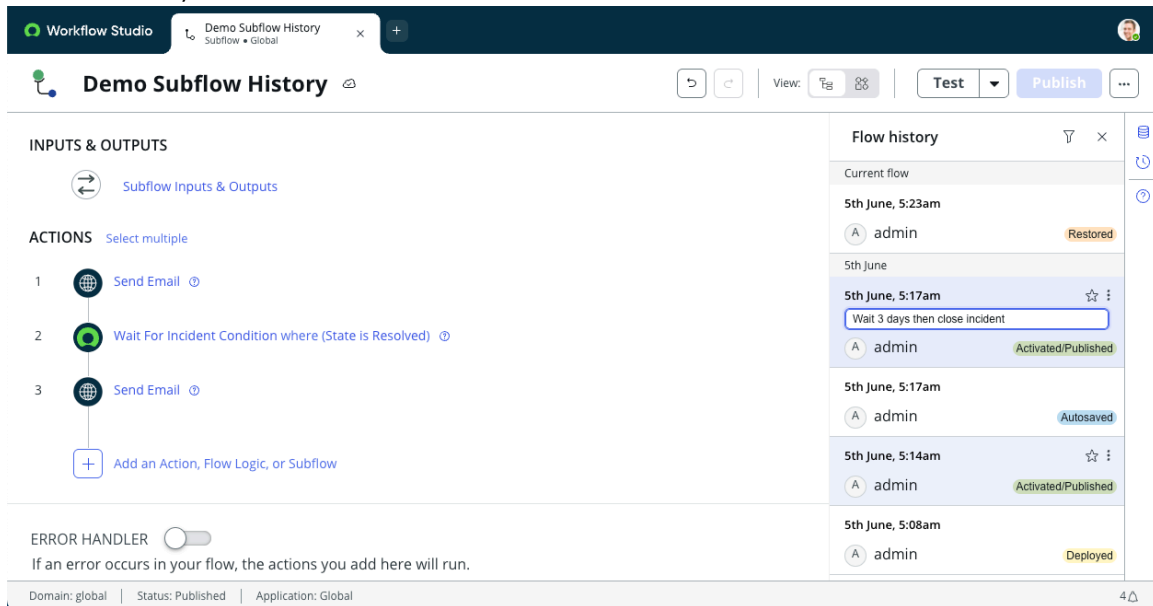 Workflow Studio
Demo Subflow History
Subflow • Global
Demo Subflow History
View:
Test
Publish
INPUTS & OUTPUTS
Subflow Inputs & Outputs
ACTIONS Select multiple
1 Send Email
2 Wait For Incident Condition where (State is Resolved)
3 Send Email
Add an Action, Flow Logic, or Subflow
ERROR HANDLER
If an error occurs in your flow, the actions you add here will run.
Flow history
Current flow
5th June, 5:23am
A admin Restored
5th June
5th June, 5:17am
Wait 3 days then close incident
A admin Activated/Published
5th June, 5:17am
A admin Autosaved
5th June, 5:14am
A admin Activated/Published
5th June, 5:08am
A admin Deployed
Domain: global | Status: Published | Application: Global
4